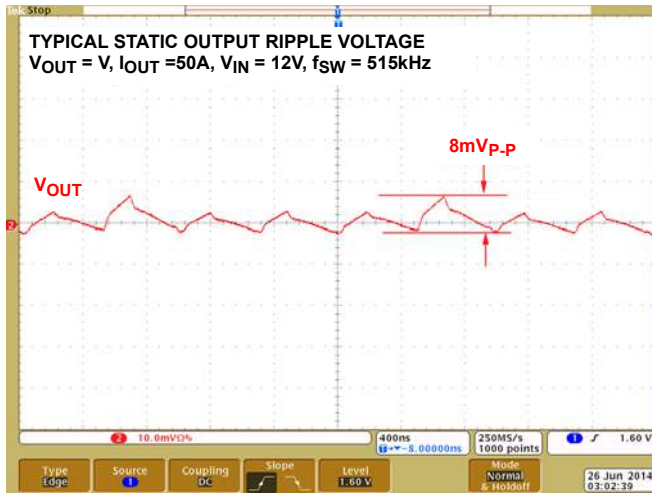 Tek Stop
TYPICAL STATIC OUTPUT RIPPLE VOLTAGE
VOUT = V, IOUT =50A, VIN = 12V, fSW = 515kHz
8mVP-P
VOUT
2
2 10.0mVΩ
400ns
-8.00000ns
250MS/s
1000 points
1 1.60 V
Type
Edge
Source
1
Coupling
DC
Slope
Level
1.60 V
Mode
Normal
& Holdoff
26 Jun 2014
03:02:39